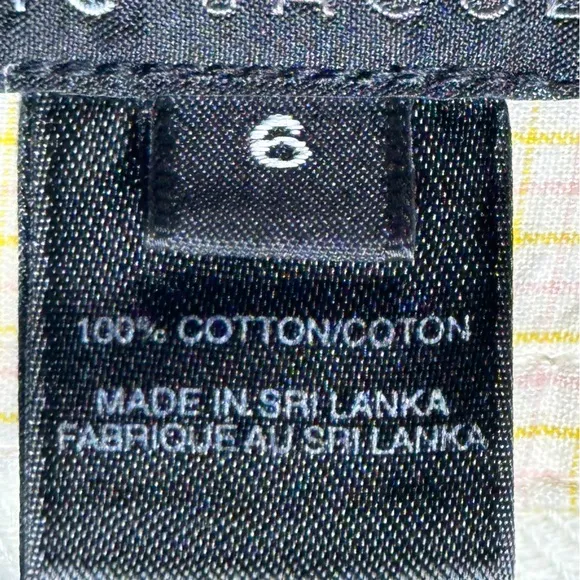 6
100% COTTON/COTON
MADE IN SRI LANKA
FABRIQUE AU SRI LANKA